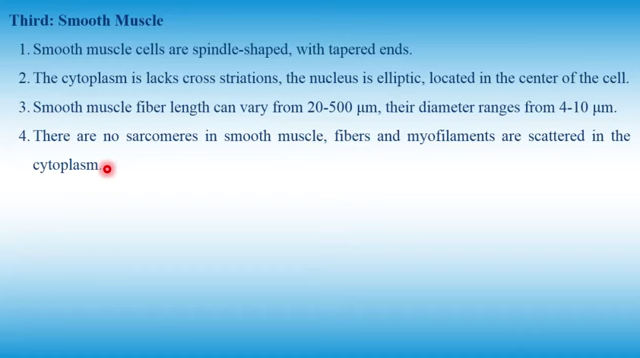 Third: Smooth Muscle
1. Smooth muscle cells are spindle-shaped, with tapered ends.
2. The cytoplasm is lacks cross striations, the nucleus is elliptic, located in the center of the cell.
3. Smooth muscle fiber length can vary from 20-500 μm, their diameter ranges from 4-10 μm.
4. There are no sarcomeres in smooth muscle, fibers and myofilaments are scattered in the
cytoplasm.